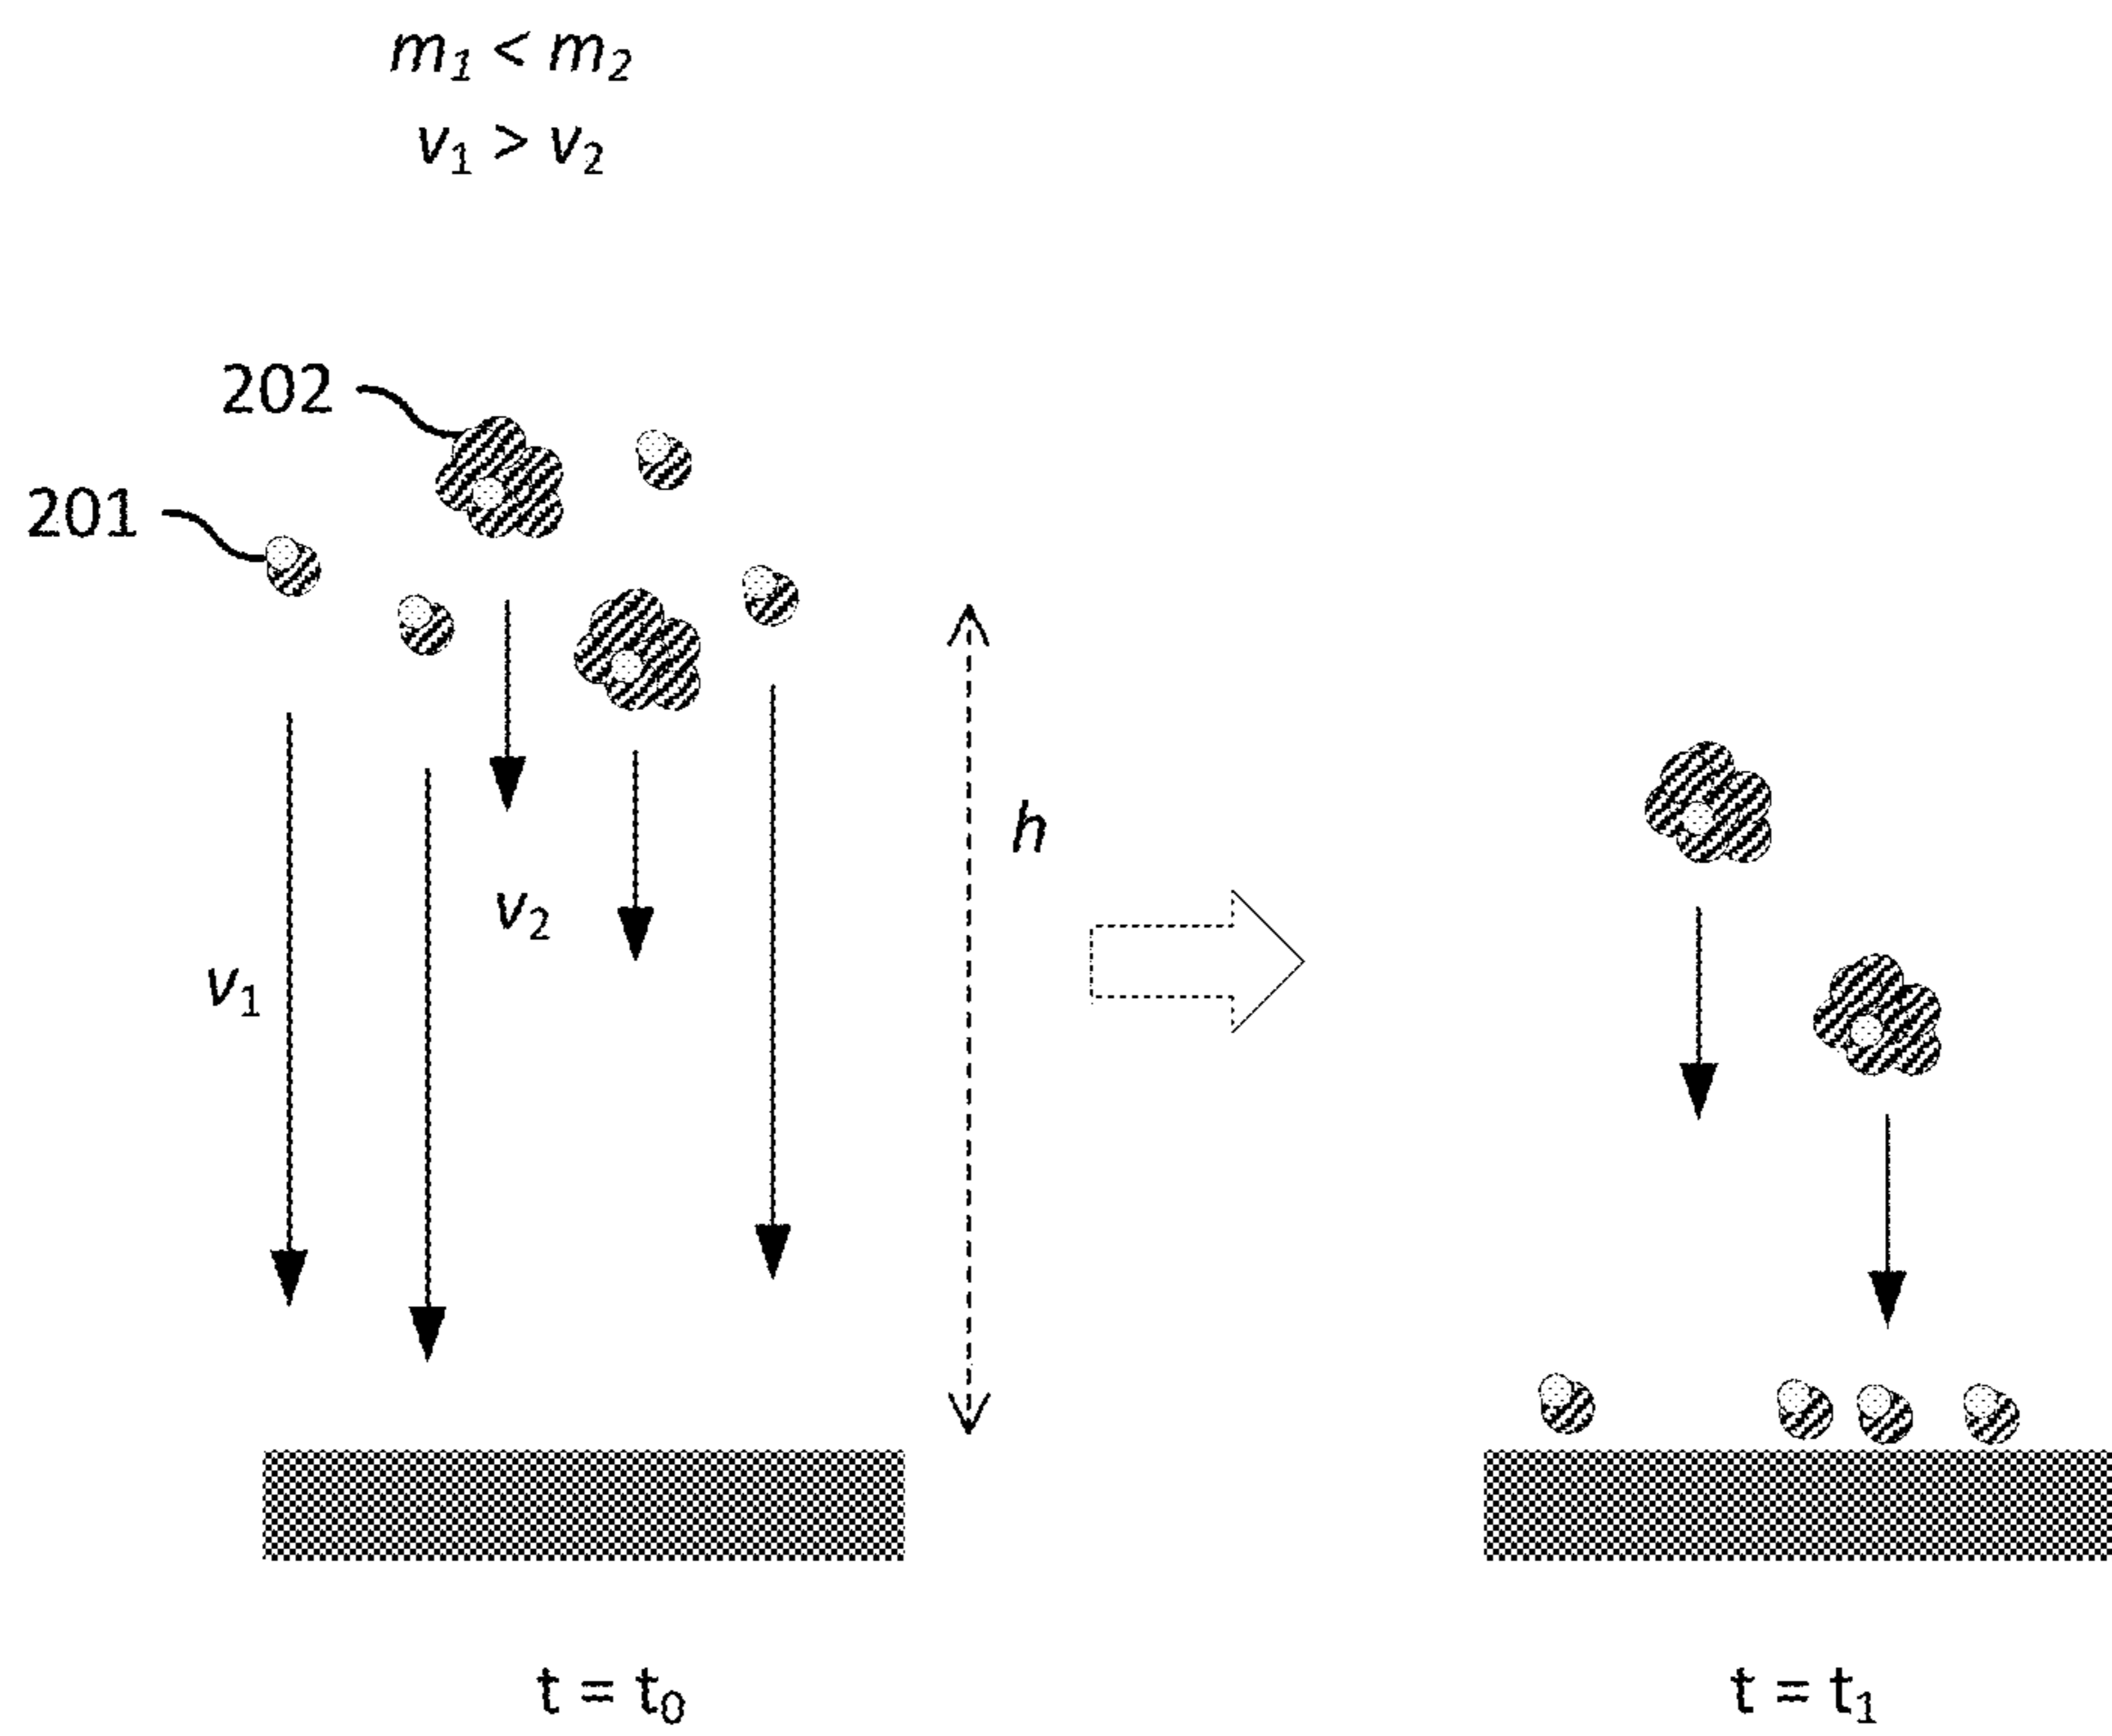 m₁ < m₂
v₁ > v₂
202
201
h
v₂
v₁
t = t₀
t = t₁